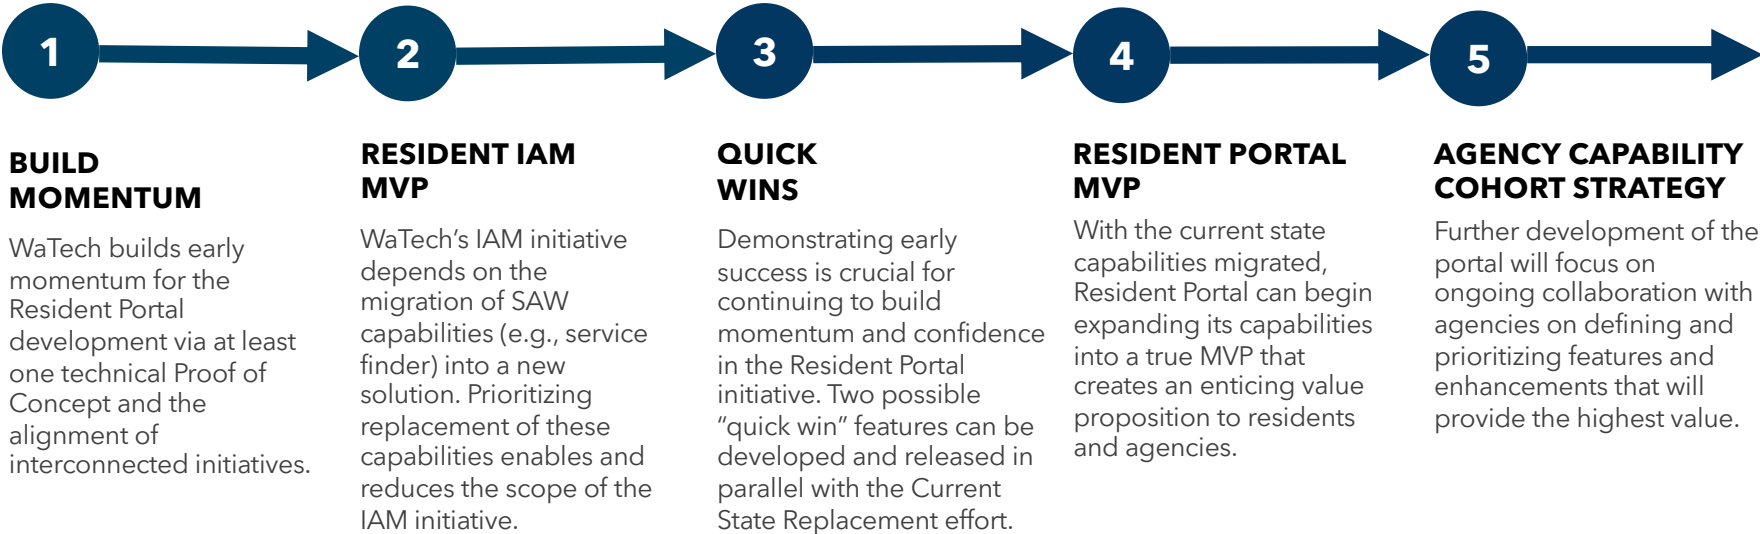 1
BUILD
MOMENTUM
WaTech builds early
momentum for the
Resident Portal
development via at least
one technical Proof of
Concept and the
alignment of
interconnected initiatives.
2
RESIDENT IAM
MVP
WaTech’s IAM initiative
depends on the
migration of SAW
capabilities (e.g., service
finder) into a new
solution. Prioritizing
replacement of these
capabilities enables and
reduces the scope of the
IAM initiative.
3
QUICK
WINS
Demonstrating early
success is crucial for
continuing to build
momentum and confidence
in the Resident Portal
initiative. Two possible
“quick win” features can be
developed and released in
parallel with the Current
State Replacement effort.
4
RESIDENT PORTAL
MVP
With the current state
capabilities migrated,
Resident Portal can begin
expanding its capabilities
into a true MVP that
creates an enticing value
proposition to residents
and agencies.
5
AGENCY CAPABILITY
COHORT STRATEGY
Further development of the
portal will focus on
ongoing collaboration with
agencies on defining and
prioritizing features and
enhancements that will
provide the highest value.